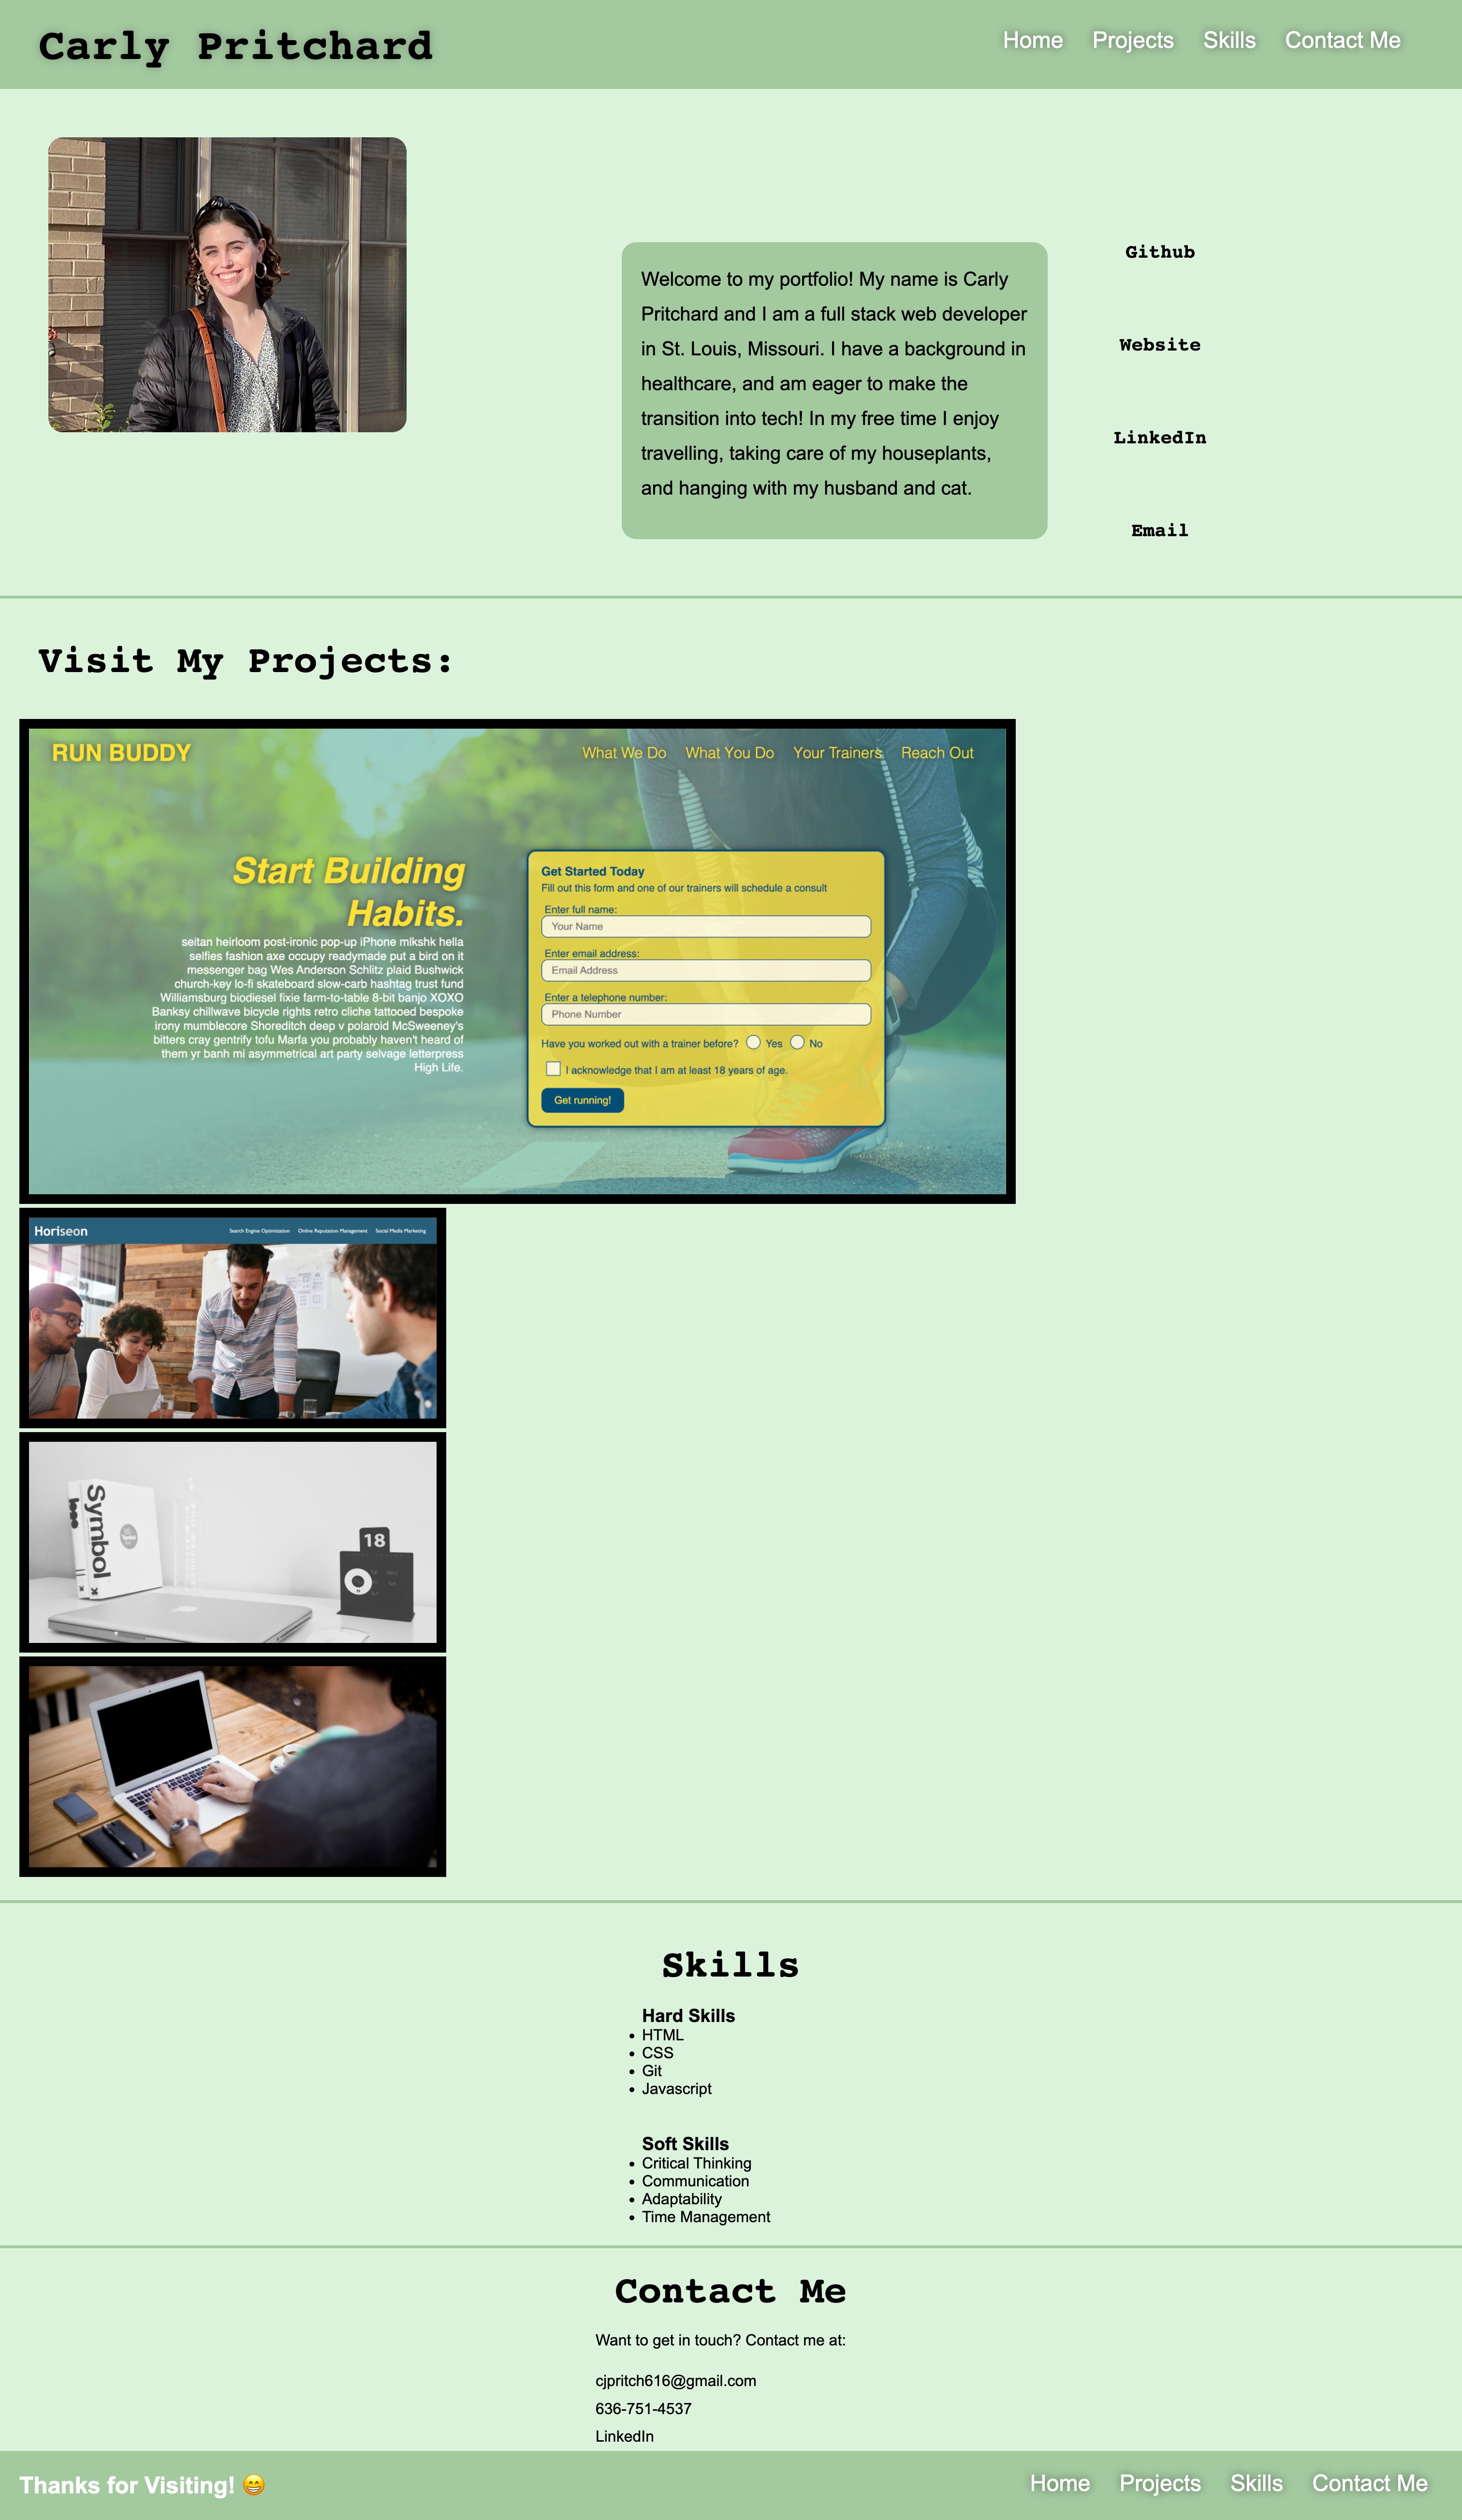 Carly Pritchard
Home Projects Skills Contact Me
Welcome to my portfolio! My name is Carly
Pritchard and I am a full stack web developer
in St. Louis, Missouri. I have a background in
healthcare, and am eager to make the
transition into tech! In my free time I enjoy
travelling, taking care of my houseplants,
and hanging with my husband and cat.
Github
Website
LinkedIn
Email
Visit My Projects:
RUN BUDDY
What We Do What You Do Your Trainers Reach Out
Start Building
Habits.
seitan heirloom post-ironic pop-up iPhone mlkshk hella
selfies fashion axe occupy readymade put a bird on it
messenger bag Wes Anderson Schlitz plaid Bushwick
church-key lo-fi skateboard slow-carb hashtag trust fund
Williamsburg biodiesel fixie farm-to-table 8-bit banjo XOXO
Banksy chillwave bicycle rights retro cliche tattooed bespoke
irony mumblecore Shoreditch deep v polaroid McSweeney's
bitters cray gentrify tofu Marfa you probably haven't heard of
them yr banh mi asymmetrical art party selvage letterpress
High Life.
Get Started Today
Fill out this form and one of our trainers will schedule a consult
Enter full name:
Your Name
Enter email address:
Email Address
Enter a telephone number:
Phone Number
Have you worked out with a trainer before? Yes No
I acknowledge that I am at least 18 years of age.
Get running!
Horiseon
Search Engine Optimization Online Reputation Management Social Media Marketing
Symbol
18
Skills
Hard Skills
HTML
CSS
Git
Javascript
Soft Skills
Critical Thinking
Communication
Adaptability
Time Management
Contact Me
Want to get in touch? Contact me at:
cjpritch616@gmail.com
636-751-4537
LinkedIn
Thanks for Visiting! 😁
Home Projects Skills Contact Me